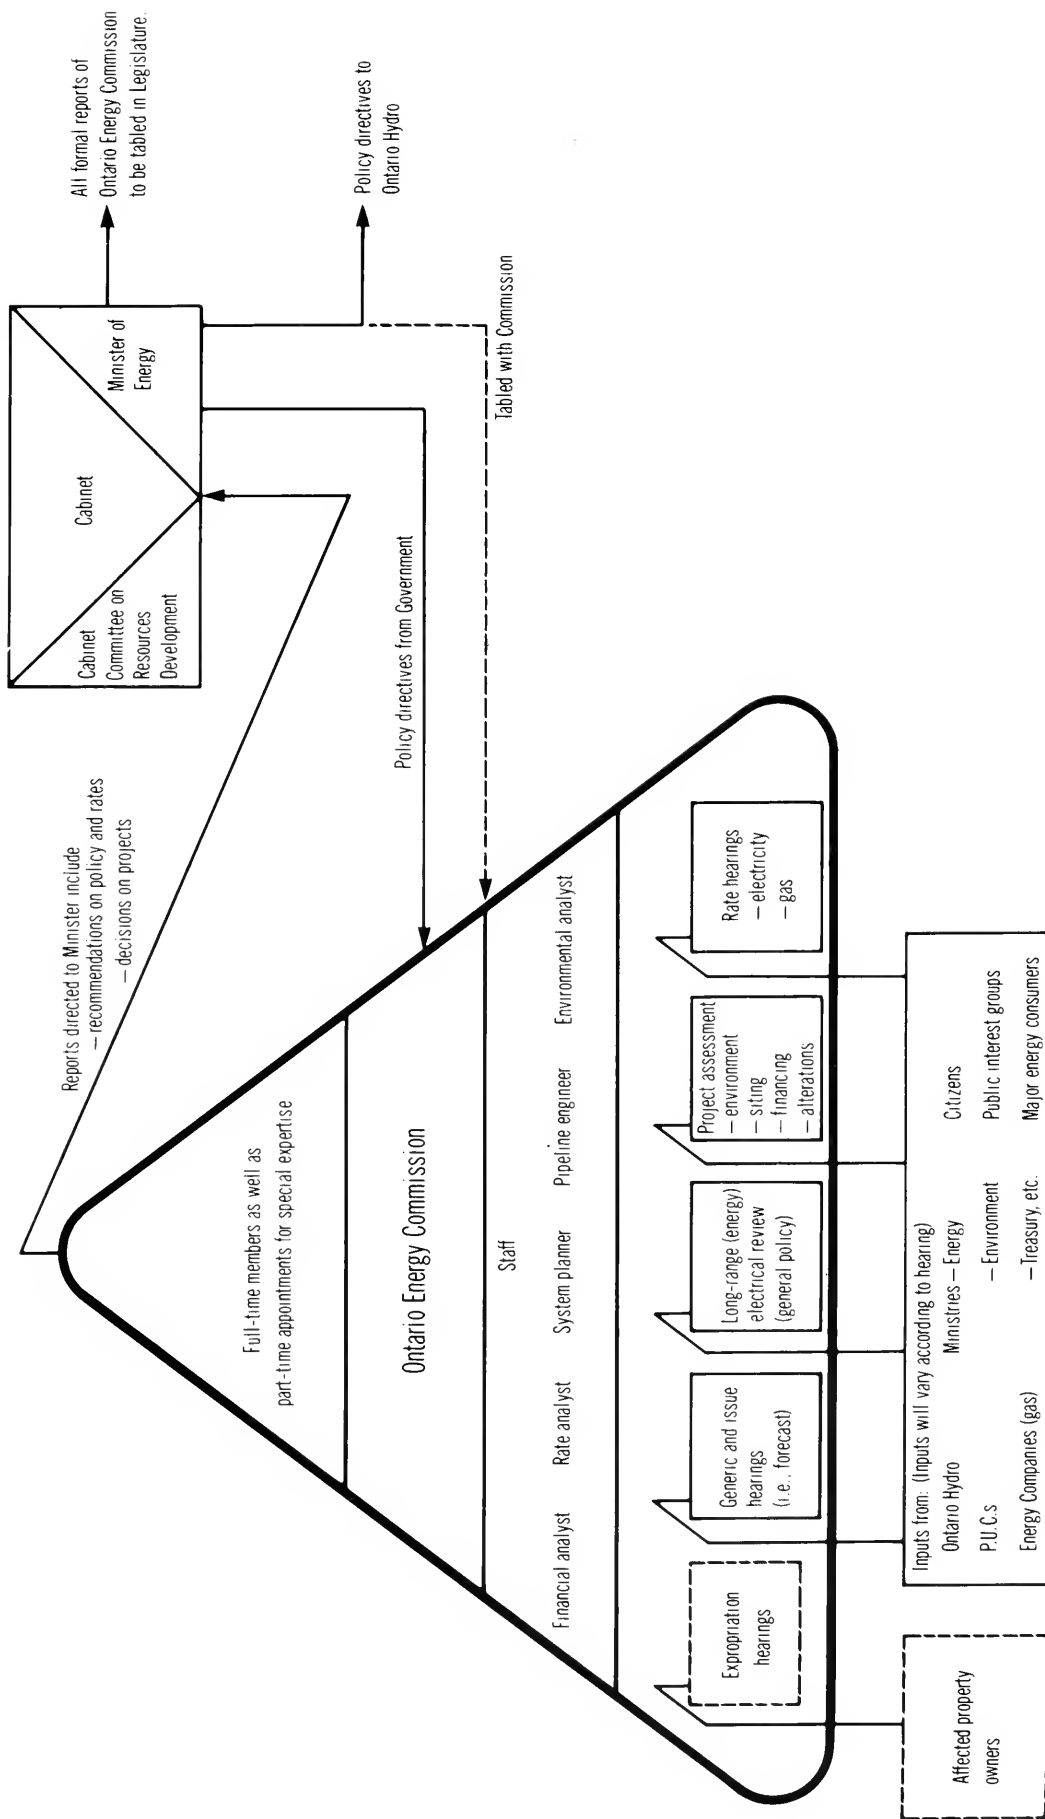 All formal reports of
Ontario Energy Commission
to be tabled in Legislature.
Policy directives to
Ontario Hydro
Cabinet
Minister of
Energy
Cabinet
Committee on
Resources
Development
Tabled with Commission
Policy directives from Government
Reports directed to Minister include
– recommendations on policy and rates
– decisions on projects
Full-time members as well as
part-time appointments for special expertise
Ontario Energy Commission
Staff
Financial analyst Rate analyst System planner Pipeline engineer Environmental analyst
Expropriation
hearings
Generic and issue
hearings
(i.e., forecast)
Long-range (energy)
electrical review
(general policy)
Project assessment
– environment
– siting
– financing
– alterations
Rate hearings
– electricity
– gas
Affected property
owners
Inputs from: (Inputs will vary according to hearing)
Ontario Hydro Ministries – Energy Citizens
P.U.C.s – Environment Public interest groups
Energy Companies (gas) – Treasury, etc. Major energy consumers